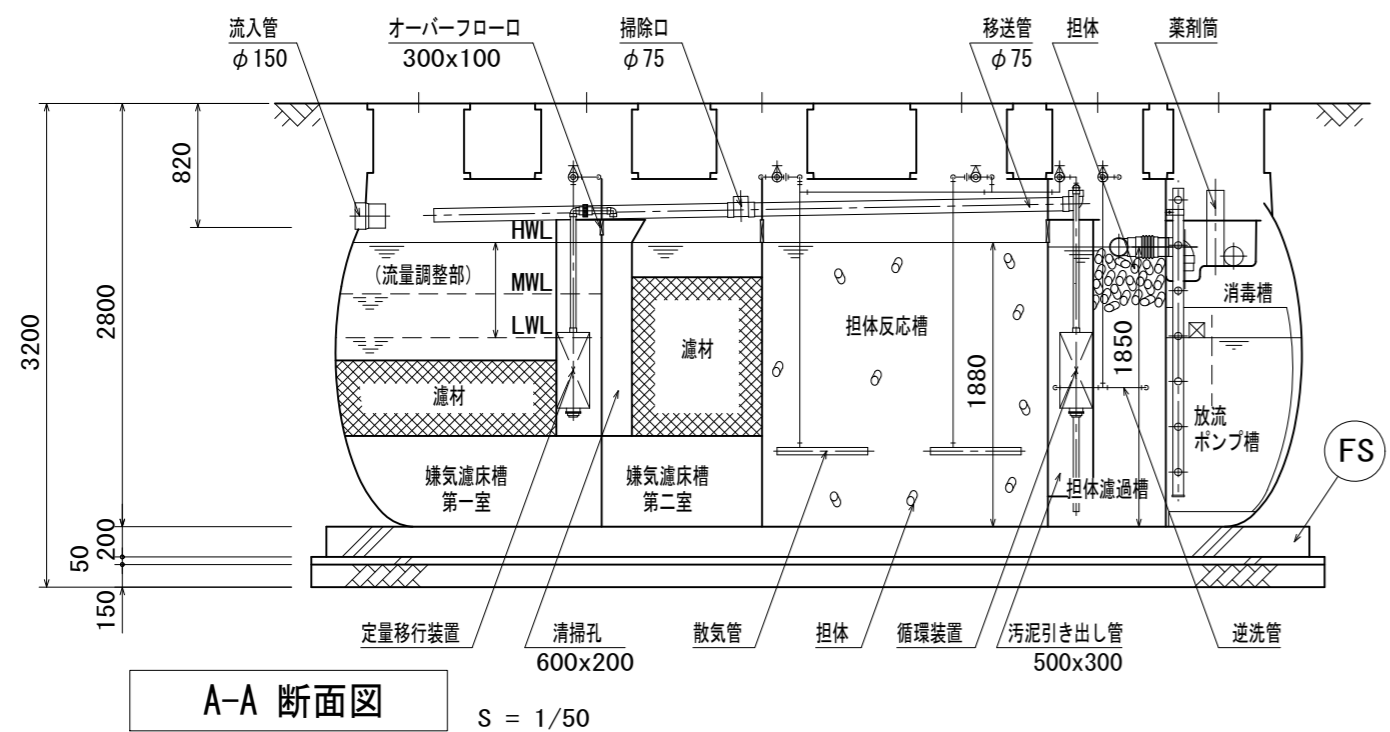 流入管
φ150
オーバーフロー口
300x100
掃除口
φ75
移送管
φ75
担体
薬剤筒
820
2800
3200
HWL
(流量調整部)
MWL
LWL
濾材
濾材
担体反応槽
1880
1850
消毒槽
放流
ポンプ槽
FS
嫌気濾床槽
第一室
嫌気濾床槽
第二室
担体濾過槽
200
50
150
定量移行装置
清掃孔
600x200
散気管
担体
循環装置
汚泥引き出し管
500x300
逆洗管
A-A 断面図
S = 1/50